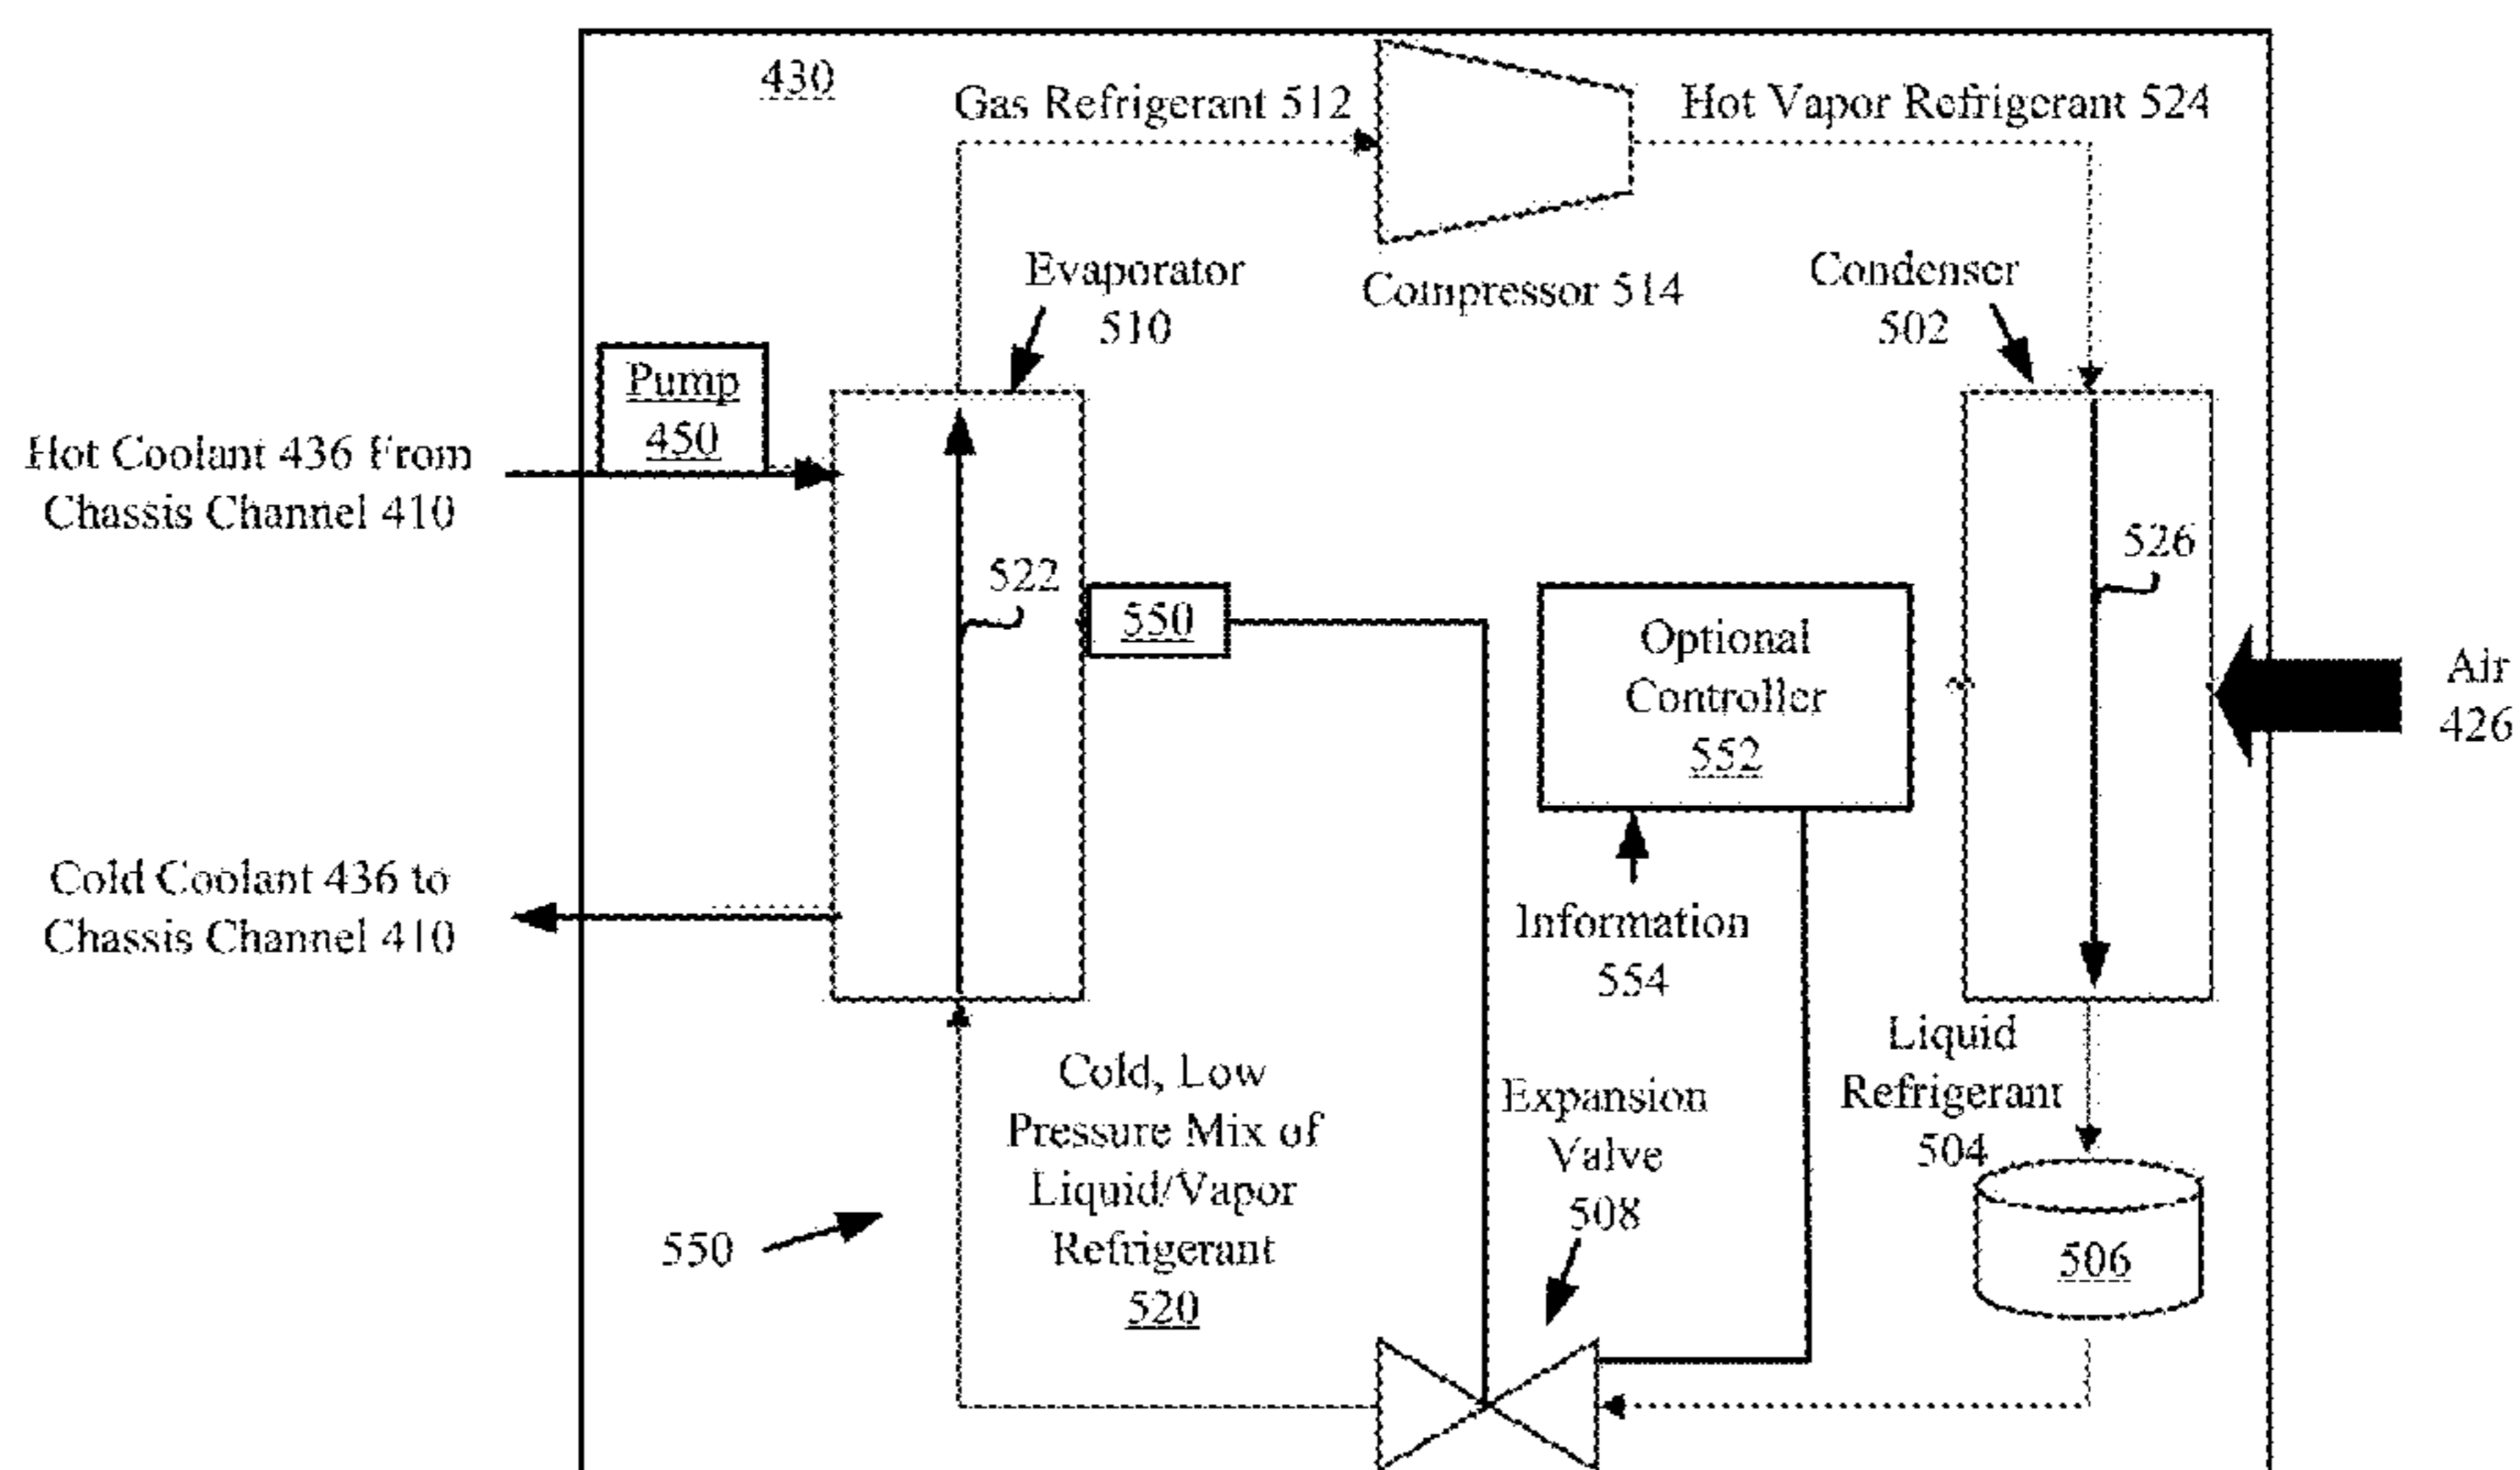 430
Gas Refrigerant 512
Hot Vapor Refrigerant 524
Evaporator
510
Compressor 514
Condenser
502
Pump
450
Hot Coolant 436 From
Chassis Channel 410
522
550
526
Optional
Controller
552
Air
426
Cold Coolant 436 to
Chassis Channel 410
Information
554
Cold, Low
Pressure Mix of
Liquid/Vapor
Refrigerant
520
Expansion
Valve
508
Liquid
Refrigerant
504
550
506